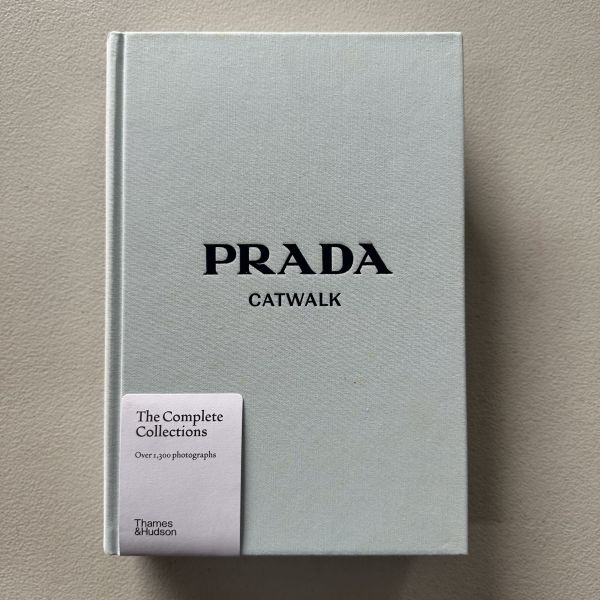 PRADA
CATWALK
The Complete
Collections
Over 1,300 photographs
Thames
&Hudson